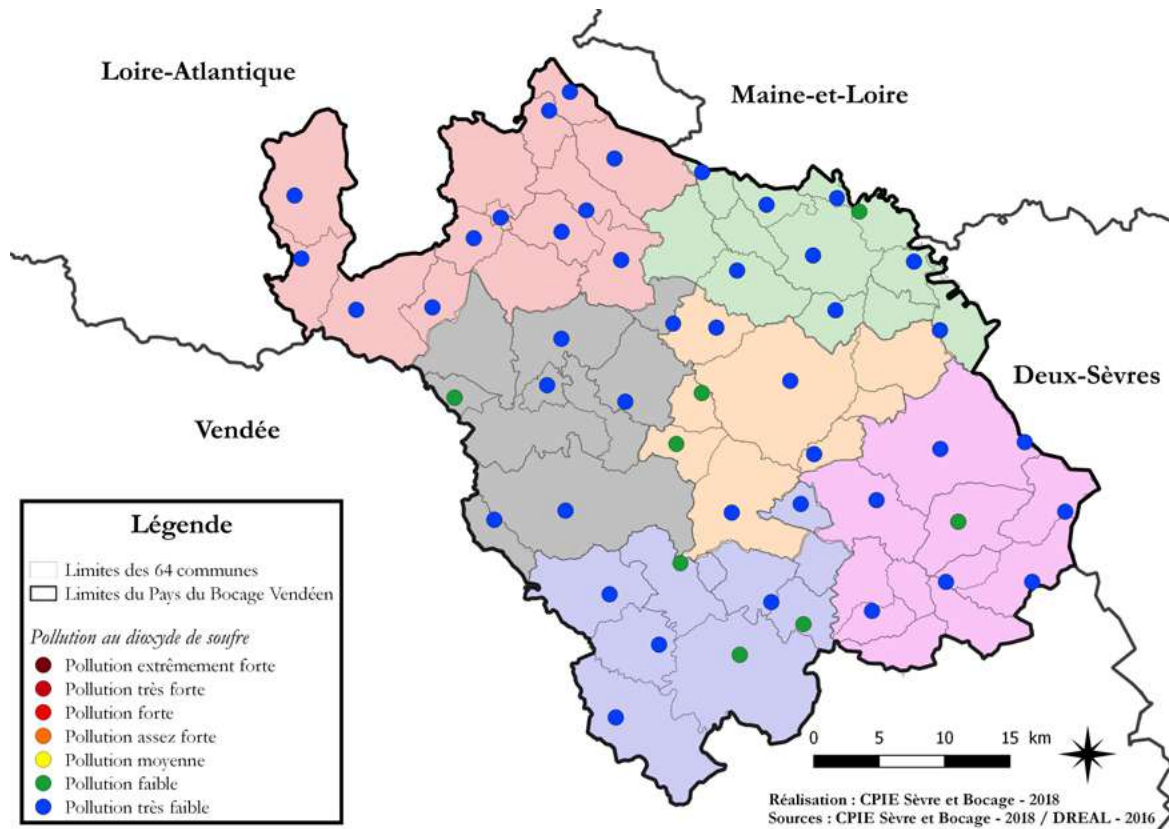 Loire-Atlantique
Maine-et-Loire
Deux-Sèvres
Vendée
Légende
Limites des 64 communes
Limites du Pays du Bocage Vendéen
Pollution au dioxyde de soufre
Pollution extrêmement forte
Pollution très forte
Pollution forte
Pollution assez forte
Pollution moyenne
Pollution faible
Pollution très faible
0 5 10 15 km
Réalisation : CPIE Sèvre et Bocage - 2018
Sources : CPIE Sèvre et Bocage - 2018 / DREAL - 2016